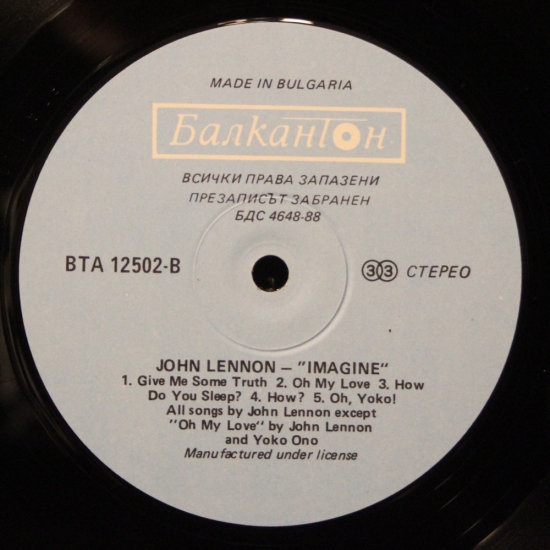 MADE IN BULGARIA
Балкантон
ВСИЧКИ ПРАВА ЗАПАЗЕНИ
ПРЕЗАПИСЪТ ЗАБРАНЕН
БДС 4648-88
ВТА 12502-В
33 СТЕРЕО
JOHN LENNON – "IMAGINE"
1. Give Me Some Truth 2. Oh My Love 3. How
Do You Sleep? 4. How? 5. Oh, Yoko!
All songs by John Lennon except
"Oh My Love" by John Lennon
and Yoko Ono
Manufactured under license